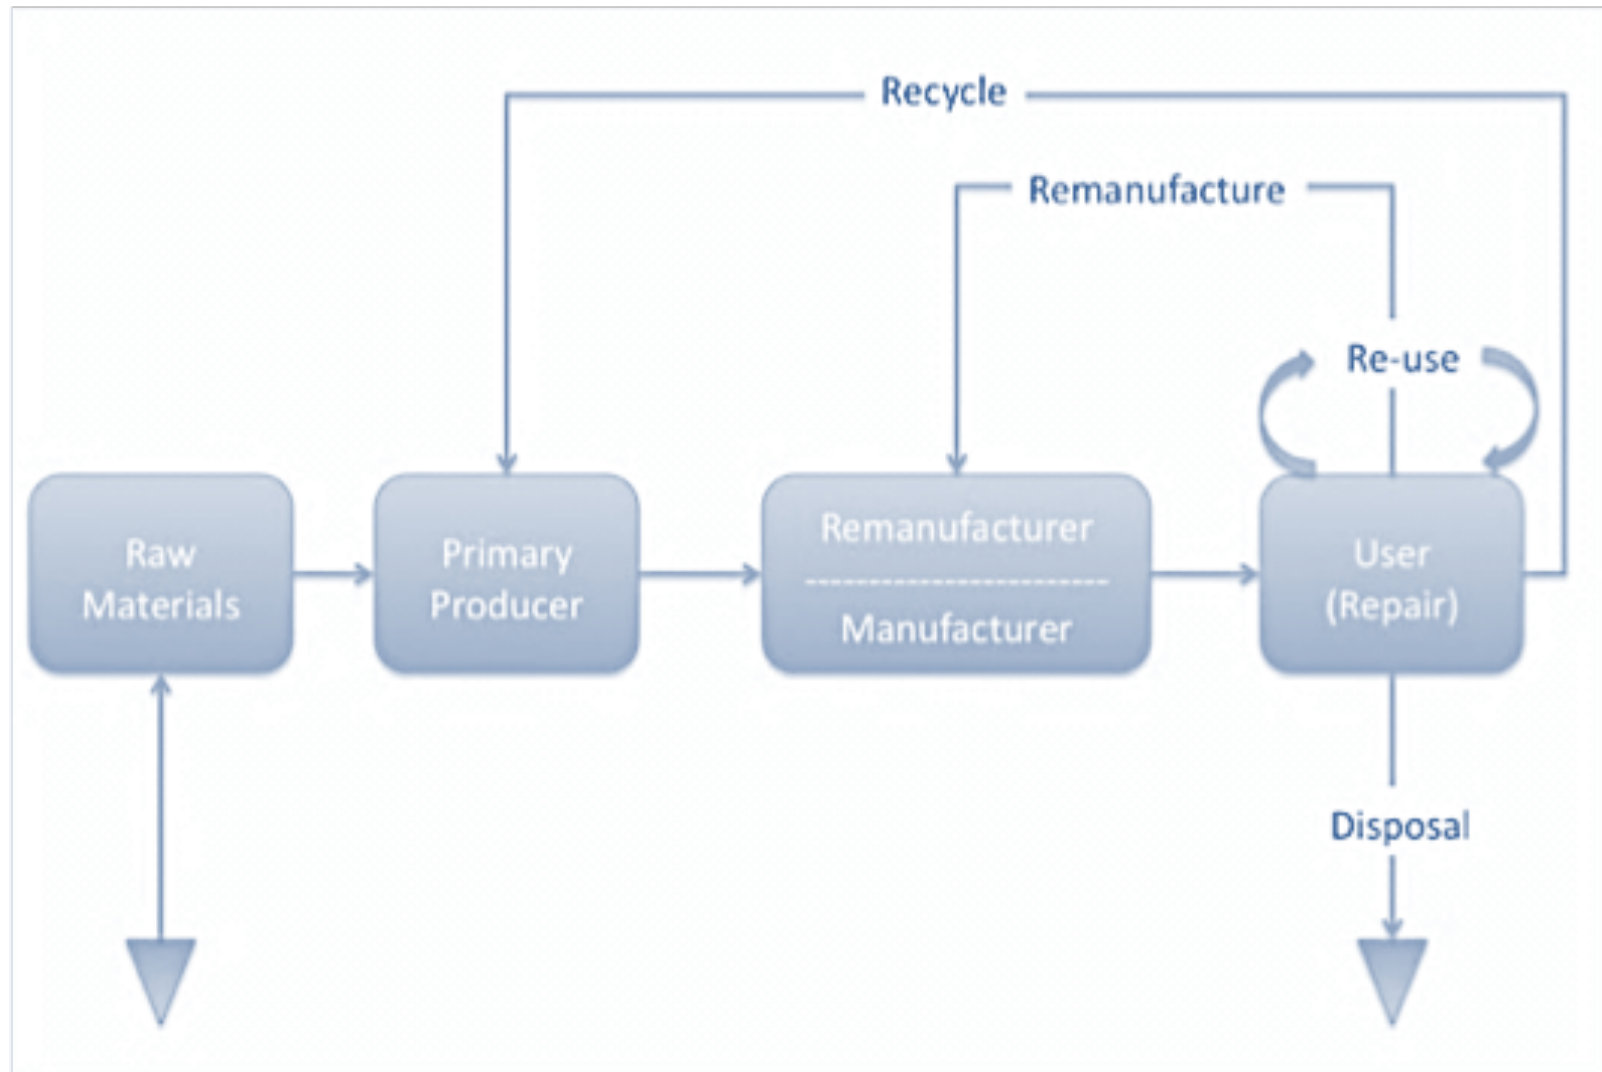 Recycle
Remanufacture
Re-use
Raw
Materials
Primary
Producer
Remanufacturer
Manufacturer
User
(Repair)
Disposal